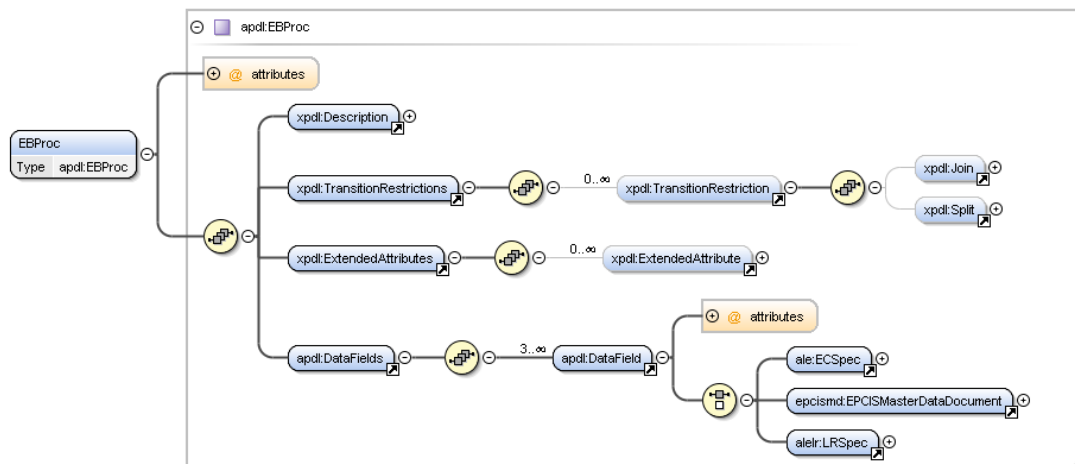 apdl:EBProc
@ attributes
xpdl:Description
EBProc
Type apdl:EBProc
xpdl:TransitionRestrictions
0..∞
xpdl:TransitionRestriction
xpdl:Join
xpdl:Split
xpdl:ExtendedAttributes
0..∞
xpdl:ExtendedAttribute
@ attributes
apdl:DataFields
3..∞
apdl:DataField
ale:ECSpec
epcismd:EPCISMasterDataDocument
alelr:LRSpec